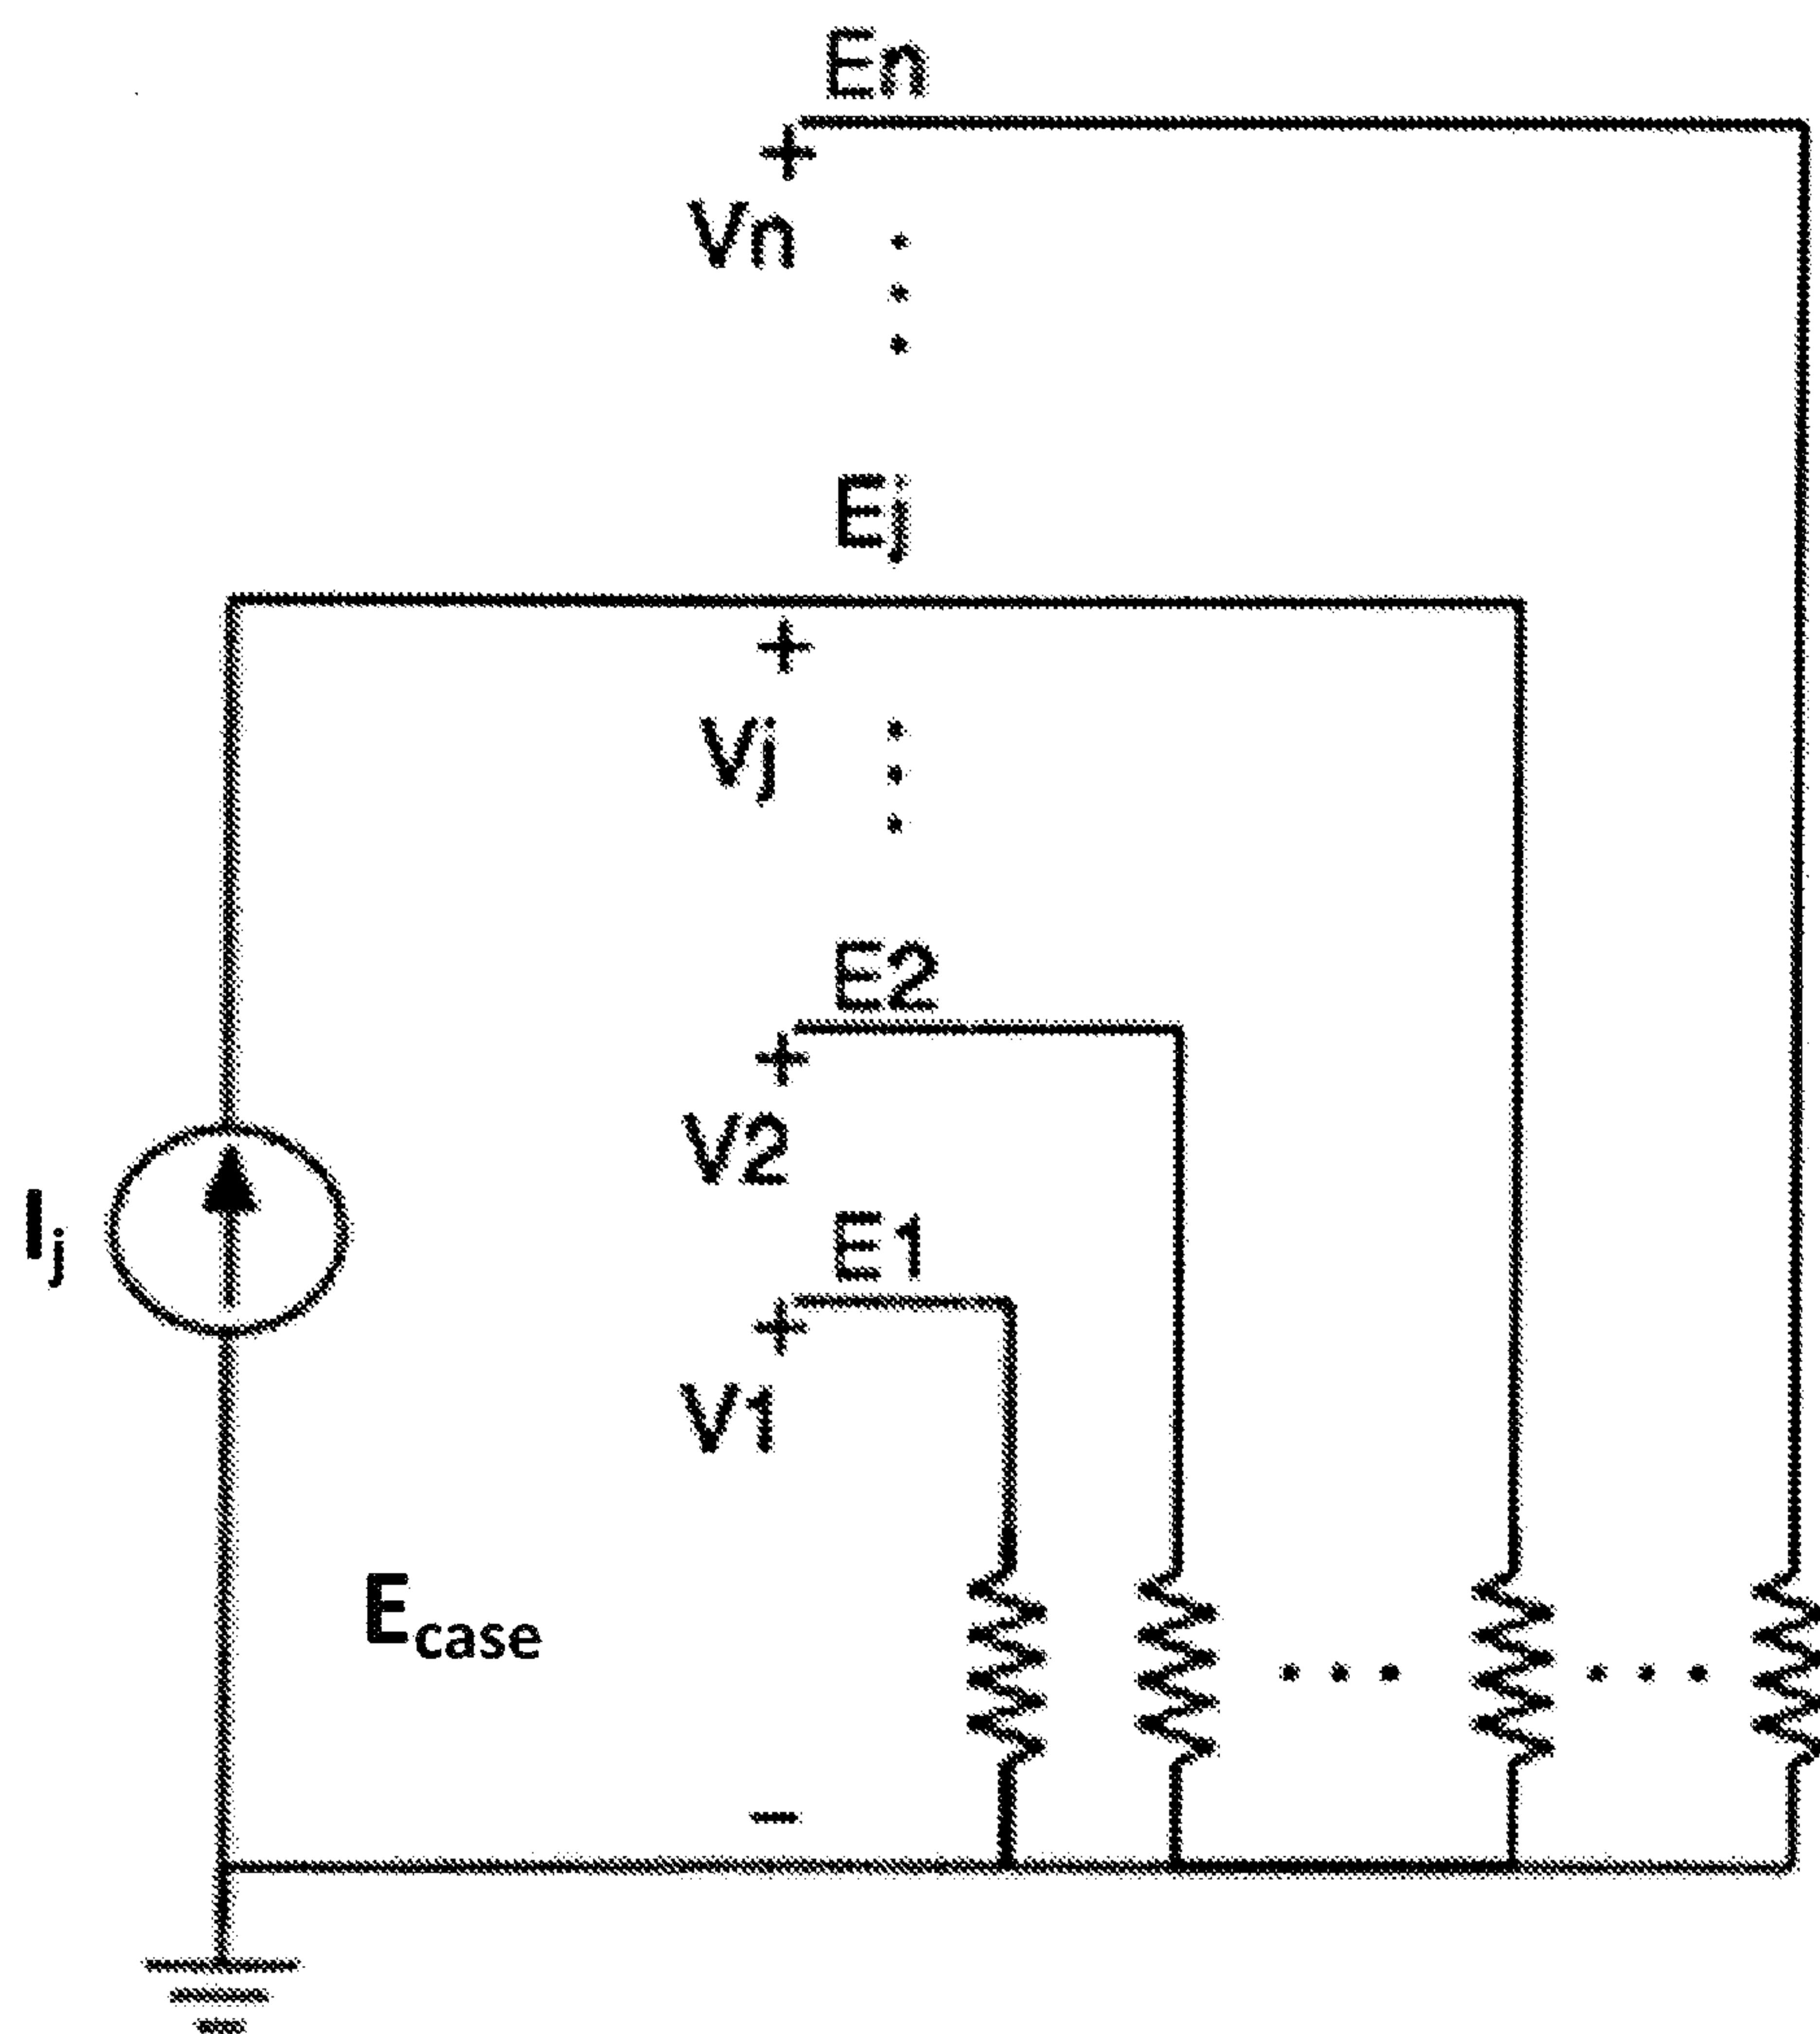 En
+
Vn
Ej
+
Vj
E2
+
V2
Ij
E1
+
V1
Ecase
−